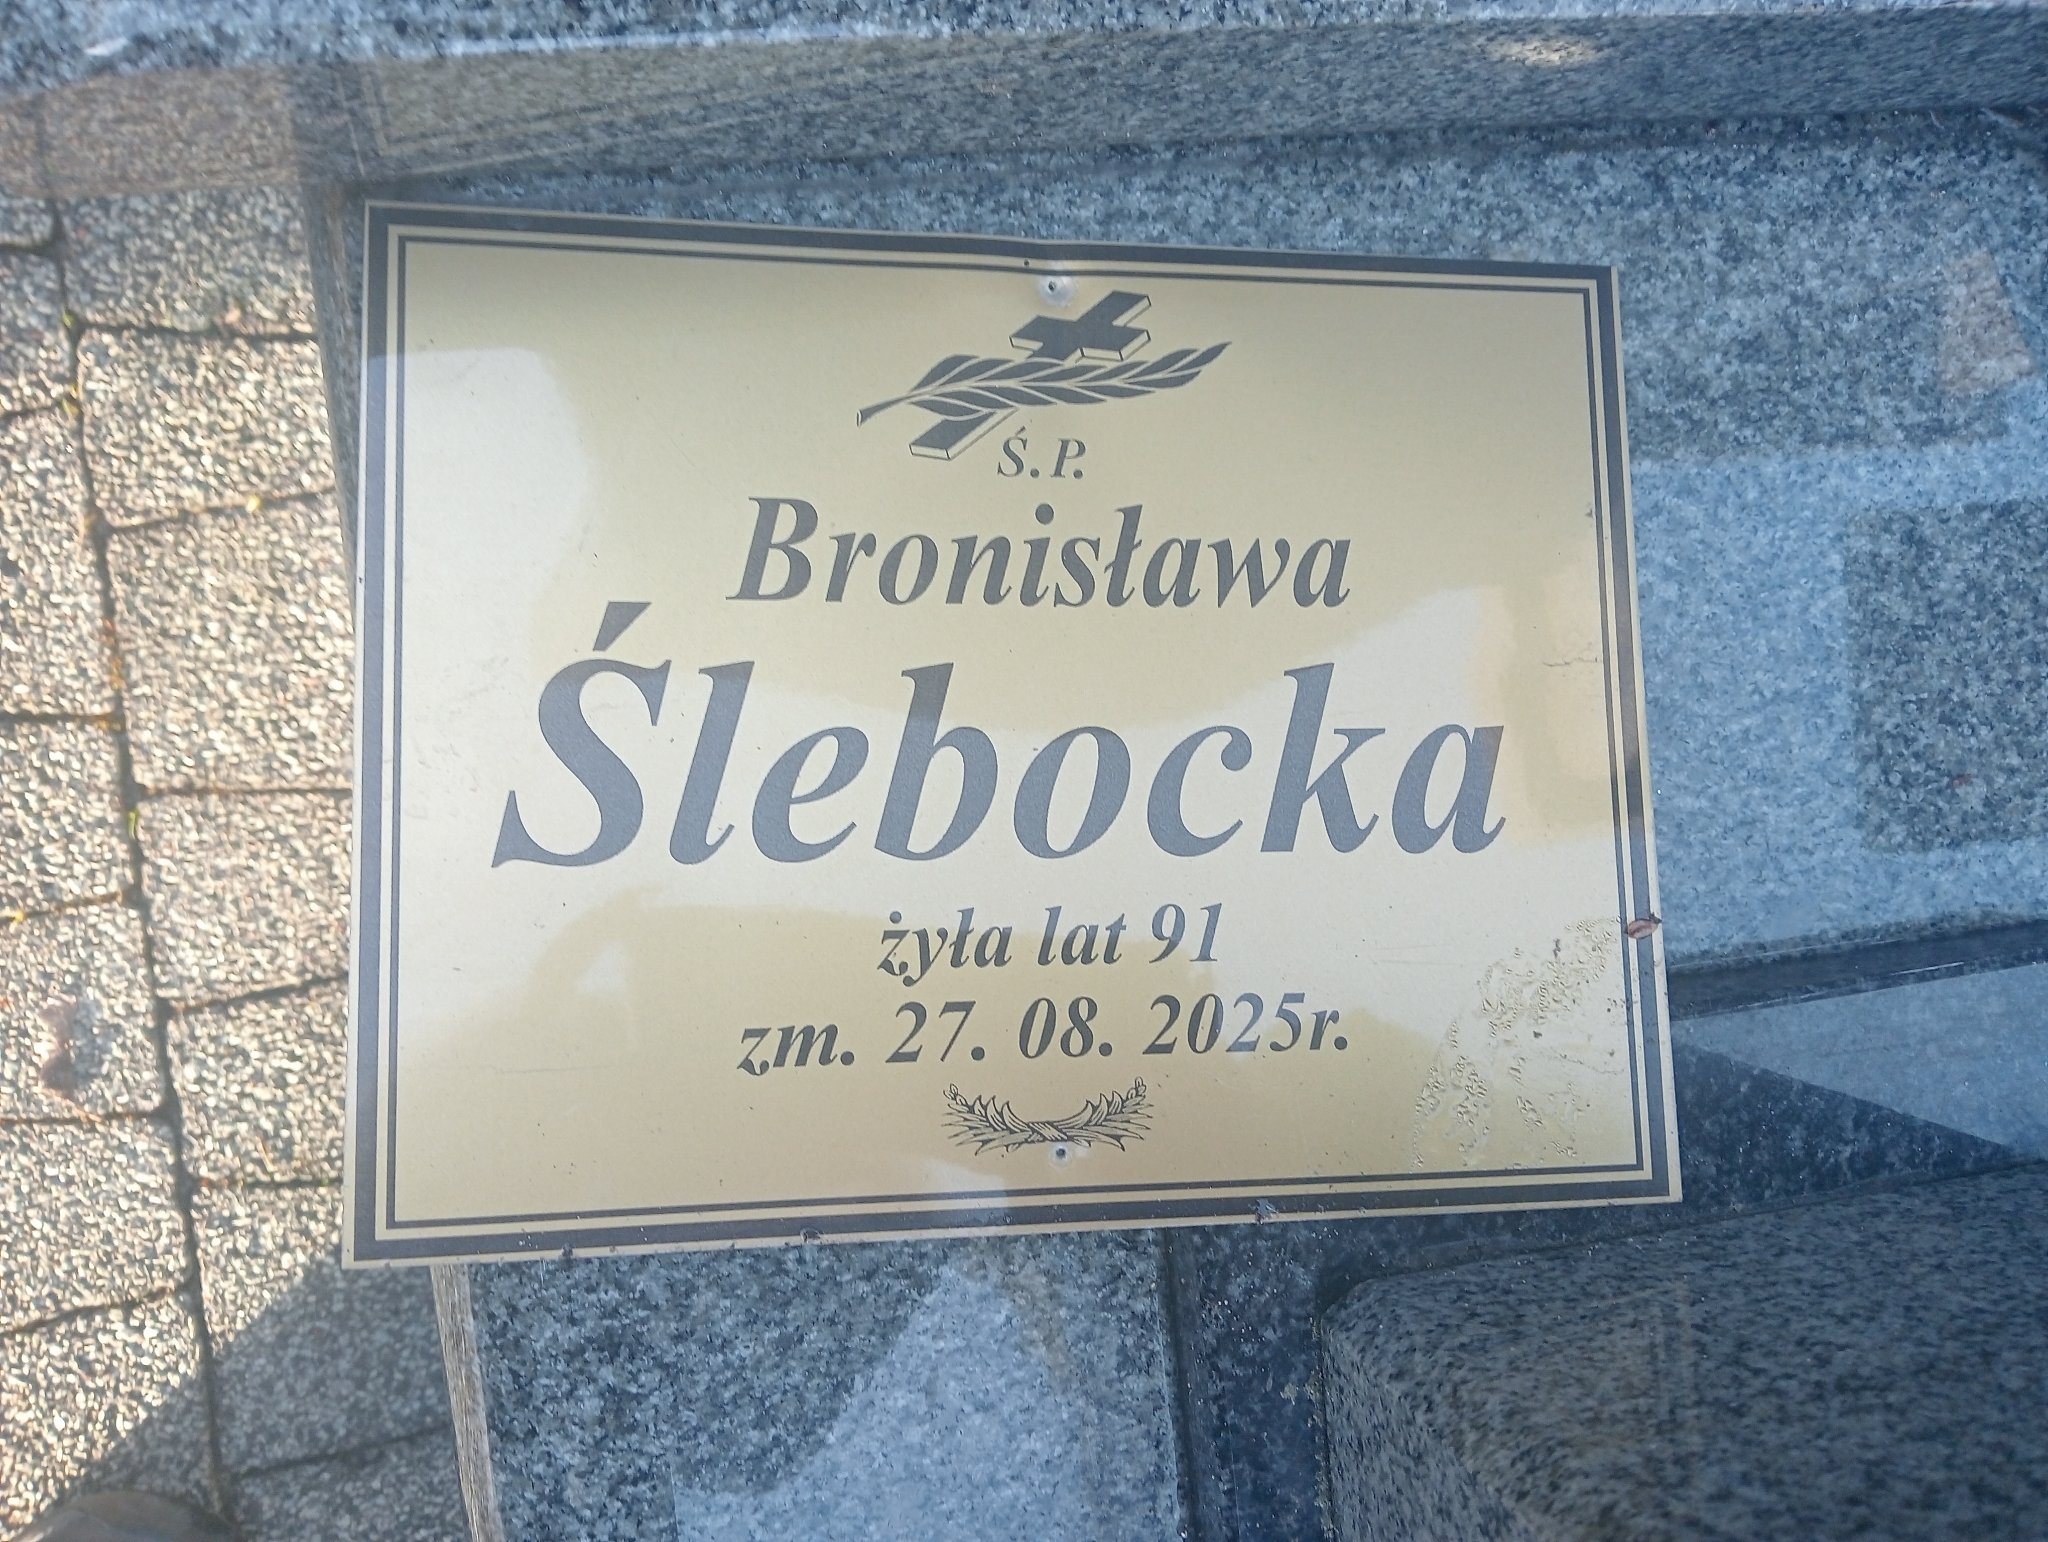 Ś.P.
Bronisława
Ślebocka
żyła lat 91
zm. 27. 08. 2025r.